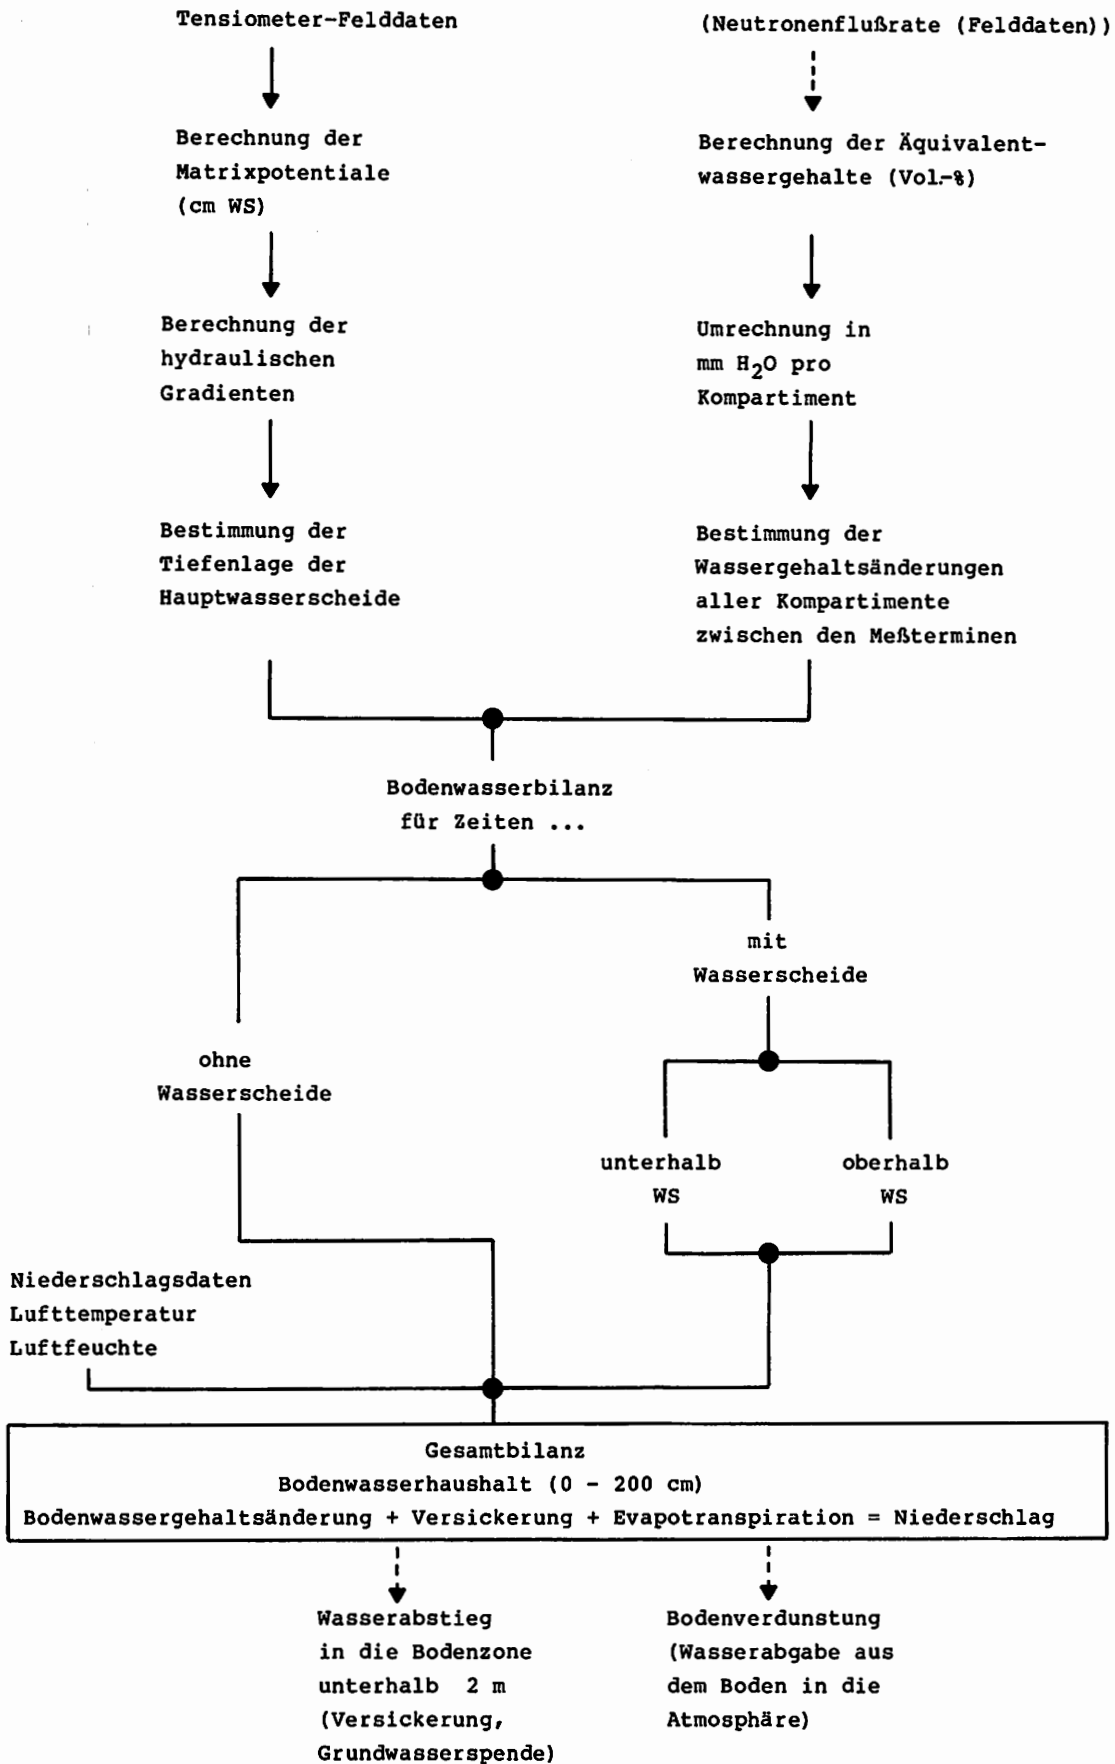 Tensiometer-Felddaten
(Neutronenflußrate (Felddaten))
Berechnung der
Matrixpotentiale
(cm WS)
Berechnung der Äquivalent-
wassergehalte (Vol.-%)
Berechnung der
hydraulischen
Gradienten
Umrechnung in
mm H₂O pro
Kompartiment
Bestimmung der
Tiefenlage der
Hauptwasserscheide
Bestimmung der
Wassergehaltsänderungen
aller Kompartimente
zwischen den Meßterminen
Bodenwasserbilanz
für Zeiten ...
mit
Wasserscheide
ohne
Wasserscheide
unterhalb
WS
oberhalb
WS
Niederschlagsdaten
Lufttemperatur
Luftfeuchte
Gesamtbilanz
Bodenwasserhaushalt (0 - 200 cm)
Bodenwassergehaltsänderung + Versickerung + Evapotranspiration = Niederschlag
Wasserabstieg
in die Bodenzone
unterhalb 2 m
(Versickerung,
Grundwasserspende)
Bodenverdunstung
(Wasserabgabe aus
dem Boden in die
Atmosphäre)